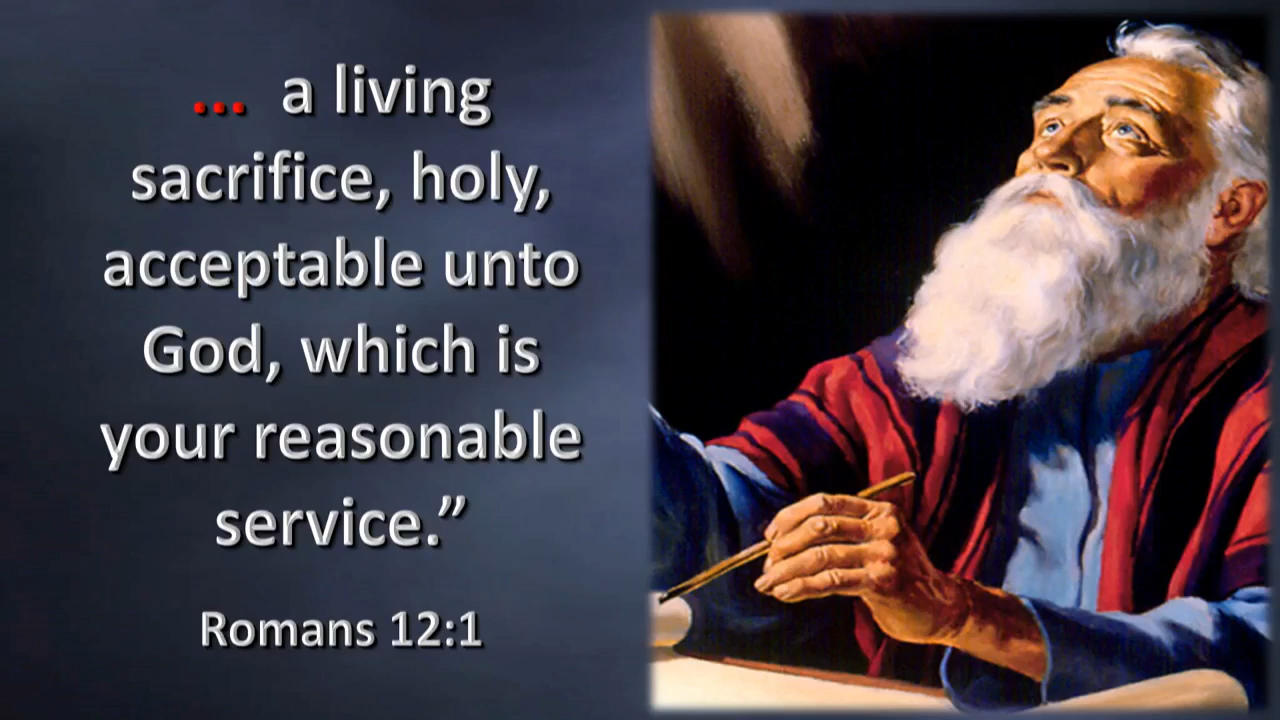 ... a living
sacrifice, holy,
acceptable unto
God, which is
your reasonable
service.”
Romans 12:1